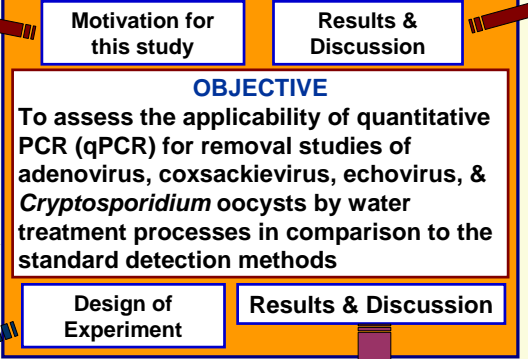 Motivation for
this study
Results &
Discussion
OBJECTIVE
To assess the applicability of quantitative
PCR (qPCR) for removal studies of
adenovirus, coxsackievirus, echovirus, &
Cryptosporidium oocysts by water
treatment processes in comparison to the
standard detection methods
Design of
Experiment
Results & Discussion